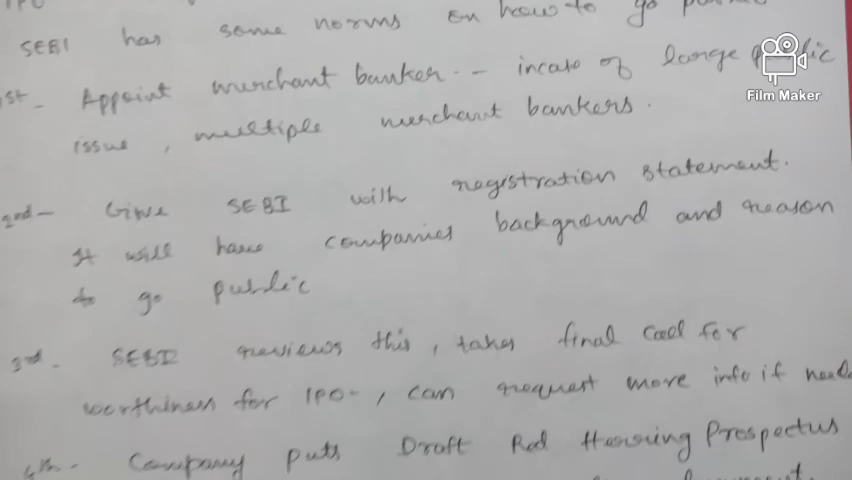 IPO
SEBI has some norms on how to go
1st- Appoint merchant banker -- incase of large public
issue, multiple merchant bankers.
2nd- Give SEBI with registration statement.
It will have companies background and reason
to go public
3rd- SEBI reviews this, takes final call for
worthiness for IPO-, can request more info if need
4th- Company puts Draft Red Herring Prospectus
Film Maker